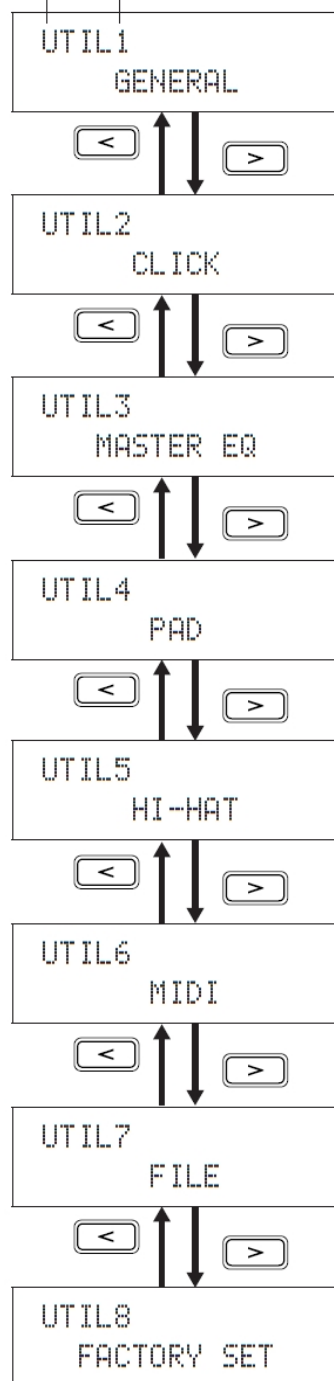 UTIL1
GENERAL
< >
UTIL2
CLICK
< >
UTIL3
MASTER EQ
< >
UTIL4
PAD
< >
UTIL5
HI-HAT
< >
UTIL6
MIDI
< >
UTIL7
FILE
< >
UTIL8
FACTORY SET